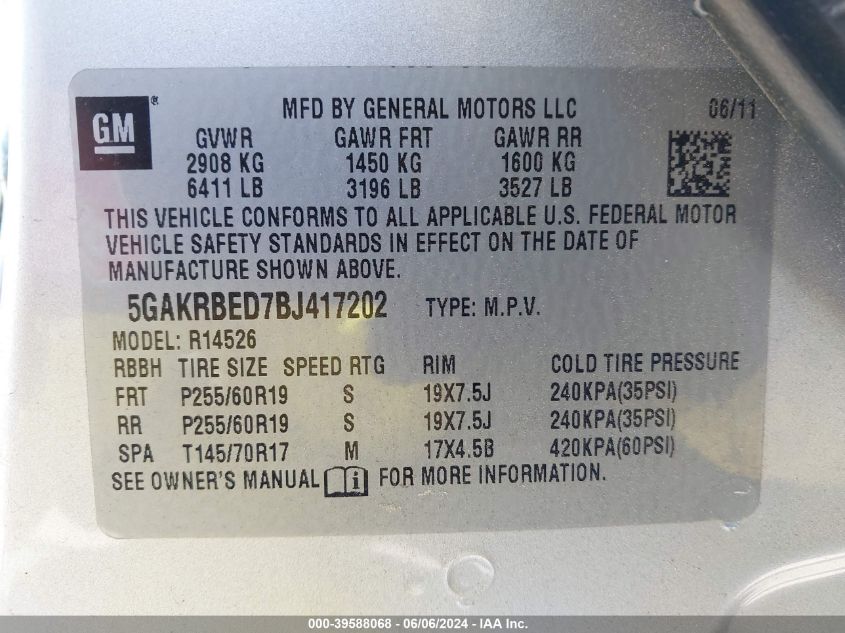 GM ®
MFD BY GENERAL MOTORS LLC 06/11
GVWR GAWR FRT GAWR RR
2908 KG 1450 KG 1600 KG
6411 LB 3196 LB 3527 LB
THIS VEHICLE CONFORMS TO ALL APPLICABLE U.S. FEDERAL MOTOR
VEHICLE SAFETY STANDARDS IN EFFECT ON THE DATE OF
MANUFACTURE SHOWN ABOVE.
5GAKRBED7BJ417202 TYPE: M.P.V.
MODEL: R14526
RBBH TIRE SIZE SPEED RTG RIM COLD TIRE PRESSURE
FRT P255/60R19 S 19X7.5J 240KPA(35PSI)
RR P255/60R19 S 19X7.5J 240KPA(35PSI)
SPA T145/70R17 M 17X4.5B 420KPA(60PSI)
SEE OWNER'S MANUAL i FOR MORE INFORMATION.
000-39588068 - 06/06/2024 - IAA Inc.